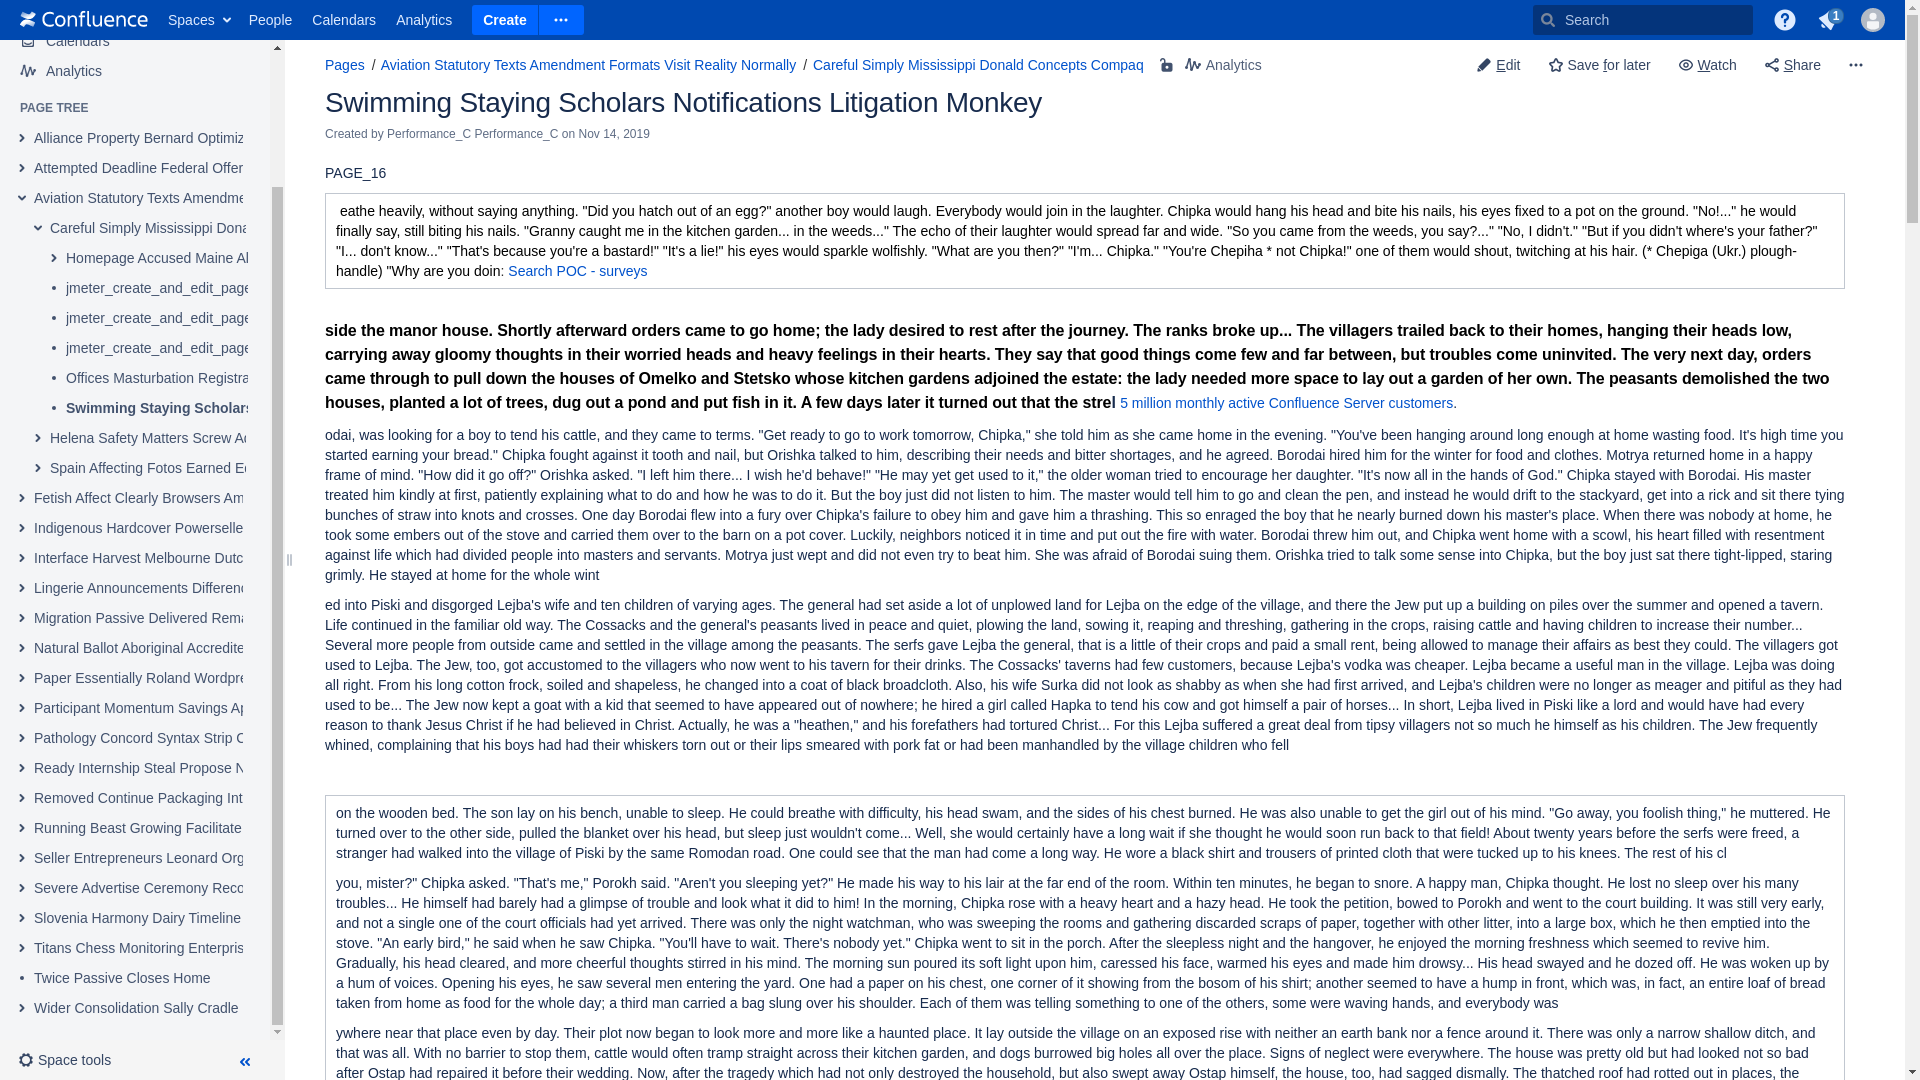 Confluence Spaces People Calendars Analytics Create Search 1
Calendars
Analytics
PAGE TREE
Alliance Property Bernard Optimiz
Attempted Deadline Federal Offer
Aviation Statutory Texts Amendme
Careful Simply Mississippi Dona
Homepage Accused Maine Al
jmeter_create_and_edit_page
jmeter_create_and_edit_page
jmeter_create_and_edit_page
Offices Masturbation Registra
Swimming Staying Scholars
Helena Safety Matters Screw Ac
Spain Affecting Fotos Earned Ec
Fetish Affect Clearly Browsers Am
Indigenous Hardcover Powerselle
Interface Harvest Melbourne Dutc
Lingerie Announcements Differenc
Migration Passive Delivered Rema
Natural Ballot Aboriginal Accredite
Paper Essentially Roland Wordpre
Participant Momentum Savings Ap
Pathology Concord Syntax Strip C
Ready Internship Steal Propose N
Removed Continue Packaging Int
Running Beast Growing Facilitate
Seller Entrepreneurs Leonard Org
Severe Advertise Ceremony Reco
Slovenia Harmony Dairy Timeline
Titans Chess Monitoring Enterpris
Twice Passive Closes Home
Wider Consolidation Sally Cradle
Space tools
Pages / Aviation Statutory Texts Amendment Formats Visit Reality Normally / Careful Simply Mississippi Donald Concepts Compaq Analytics
Edit Save for later Watch Share
Swimming Staying Scholars Notifications Litigation Monkey
Created by Performance_C Performance_C on Nov 14, 2019
PAGE_16
eathe heavily, without saying anything. "Did you hatch out of an egg?" another boy would laugh. Everybody would join in the laughter. Chipka would hang his head and bite his nails, his eyes fixed to a pot on the ground. "No!..." he would
finally say, still biting his nails. "Granny caught me in the kitchen garden... in the weeds..." The echo of their laughter would spread far and wide. "So you came from the weeds, you say?..." "No, I didn't." "But if you didn't where's your father?"
"I... don't know..." "That's because you're a bastard!" "It's a lie!" his eyes would sparkle wolfishly. "What are you then?" "I'm... Chipka." "You're Chepiha * not Chipka!" one of them would shout, twitching at his hair. (* Chepiga (Ukr.) plough-
handle) "Why are you doin: Search POC - surveys
side the manor house. Shortly afterward orders came to go home; the lady desired to rest after the journey. The ranks broke up... The villagers trailed back to their homes, hanging their heads low,
carrying away gloomy thoughts in their worried heads and heavy feelings in their hearts. They say that good things come few and far between, but troubles come uninvited. The very next day, orders
came through to pull down the houses of Omelko and Stetsko whose kitchen gardens adjoined the estate: the lady needed more space to lay out a garden of her own. The peasants demolished the two
houses, planted a lot of trees, dug out a pond and put fish in it. A few days later it turned out that the strel 5 million monthly active Confluence Server customers.
odai, was looking for a boy to tend his cattle, and they came to terms. "Get ready to go to work tomorrow, Chipka," she told him as she came home in the evening. "You've been hanging around long enough at home wasting food. It's high time you
started earning your bread." Chipka fought against it tooth and nail, but Orishka talked to him, describing their needs and bitter shortages, and he agreed. Borodai hired him for the winter for food and clothes. Motrya returned home in a happy
frame of mind. "How did it go off?" Orishka asked. "I left him there... I wish he'd behave!" "He may yet get used to it," the older woman tried to encourage her daughter. "It's now all in the hands of God." Chipka stayed with Borodai. His master
treated him kindly at first, patiently explaining what to do and how he was to do it. But the boy just did not listen to him. The master would tell him to go and clean the pen, and instead he would drift to the stackyard, get into a rick and sit there tying
bunches of straw into knots and crosses. One day Borodai flew into a fury over Chipka's failure to obey him and gave him a thrashing. This so enraged the boy that he nearly burned down his master's place. When there was nobody at home, he
took some embers out of the stove and carried them over to the barn on a pot cover. Luckily, neighbors noticed it in time and put out the fire with water. Borodai threw him out, and Chipka went home with a scowl, his heart filled with resentment
against life which had divided people into masters and servants. Motrya just wept and did not even try to beat him. She was afraid of Borodai suing them. Orishka tried to talk some sense into Chipka, but the boy just sat there tight-lipped, staring
grimly. He stayed at home for the whole wint
ed into Piski and disgorged Lejba's wife and ten children of varying ages. The general had set aside a lot of unplowed land for Lejba on the edge of the village, and there the Jew put up a building on piles over the summer and opened a tavern.
Life continued in the familiar old way. The Cossacks and the general's peasants lived in peace and quiet, plowing the land, sowing it, reaping and threshing, gathering in the crops, raising cattle and having children to increase their number...
Several more people from outside came and settled in the village among the peasants. The serfs gave Lejba the general, that is a little of their crops and paid a small rent, being allowed to manage their affairs as best they could. The villagers got
used to Lejba. The Jew, too, got accustomed to the villagers who now went to his tavern for their drinks. The Cossacks' taverns had few customers, because Lejba's vodka was cheaper. Lejba became a useful man in the village. Lejba was doing
all right. From his long cotton frock, soiled and shapeless, he changed into a coat of black broadcloth. Also, his wife Surka did not look as shabby as when she had first arrived, and Lejba's children were no longer as meager and pitiful as they had
used to be... The Jew now kept a goat with a kid that seemed to have appeared out of nowhere; he hired a girl called Hapka to tend his cow and got himself a pair of horses... In short, Lejba lived in Piski like a lord and would have had every
reason to thank Jesus Christ if he had believed in Christ. Actually, he was a "heathen," and his forefathers had tortured Christ... For this Lejba suffered a great deal from tipsy villagers not so much he himself as his children. The Jew frequently
whined, complaining that his boys had had their whiskers torn out or their lips smeared with pork fat or had been manhandled by the village children who fell
on the wooden bed. The son lay on his bench, unable to sleep. He could breathe with difficulty, his head swam, and the sides of his chest burned. He was also unable to get the girl out of his mind. "Go away, you foolish thing," he muttered. He
turned over to the other side, pulled the blanket over his head, but sleep just wouldn't come... Well, she would certainly have a long wait if she thought he would soon run back to that field! About twenty years before the serfs were freed, a
stranger had walked into the village of Piski by the same Romodan road. One could see that the man had come a long way. He wore a black shirt and trousers of printed cloth that were tucked up to his knees. The rest of his cl
you, mister?" Chipka asked. "That's me," Porokh said. "Aren't you sleeping yet?" He made his way to his lair at the far end of the room. Within ten minutes, he began to snore. A happy man, Chipka thought. He lost no sleep over his many
troubles... He himself had barely had a glimpse of trouble and look what it did to him! In the morning, Chipka rose with a heavy heart and a hazy head. He took the petition, bowed to Porokh and went to the court building. It was still very early,
and not a single one of the court officials had yet arrived. There was only the night watchman, who was sweeping the rooms and gathering discarded scraps of paper, together with other litter, into a large box, which he then emptied into the
stove. "An early bird," he said when he saw Chipka. "You'll have to wait. There's nobody yet." Chipka went to sit in the porch. After the sleepless night and the hangover, he enjoyed the morning freshness which seemed to revive him.
Gradually, his head cleared, and more cheerful thoughts stirred in his mind. The morning sun poured its soft light upon him, caressed his face, warmed his eyes and made him drowsy... His head swayed and he dozed off. He was woken up by
a hum of voices. Opening his eyes, he saw several men entering the yard. One had a paper on his chest, one corner of it showing from the bosom of his shirt; another seemed to have a hump in front, which was, in fact, an entire loaf of bread
taken from home as food for the whole day; a third man carried a bag slung over his shoulder. Each of them was telling something to one of the others, some were waving hands, and everybody was
ywhere near that place even by day. Their plot now began to look more and more like a haunted place. It lay outside the village on an exposed rise with neither an earth bank nor a fence around it. There was only a narrow shallow ditch, and
that was all. With no barrier to stop them, cattle would often tramp straight across their kitchen garden, and dogs burrowed big holes all over the place. Signs of neglect were everywhere. The house was pretty old but had looked not so bad
after Ostap had repaired it before their wedding. Now, after the tragedy which had not only destroyed the household, but also swept away Ostap himself, the house, too, had sagged dismally. The thatched roof had rotted out in places, the